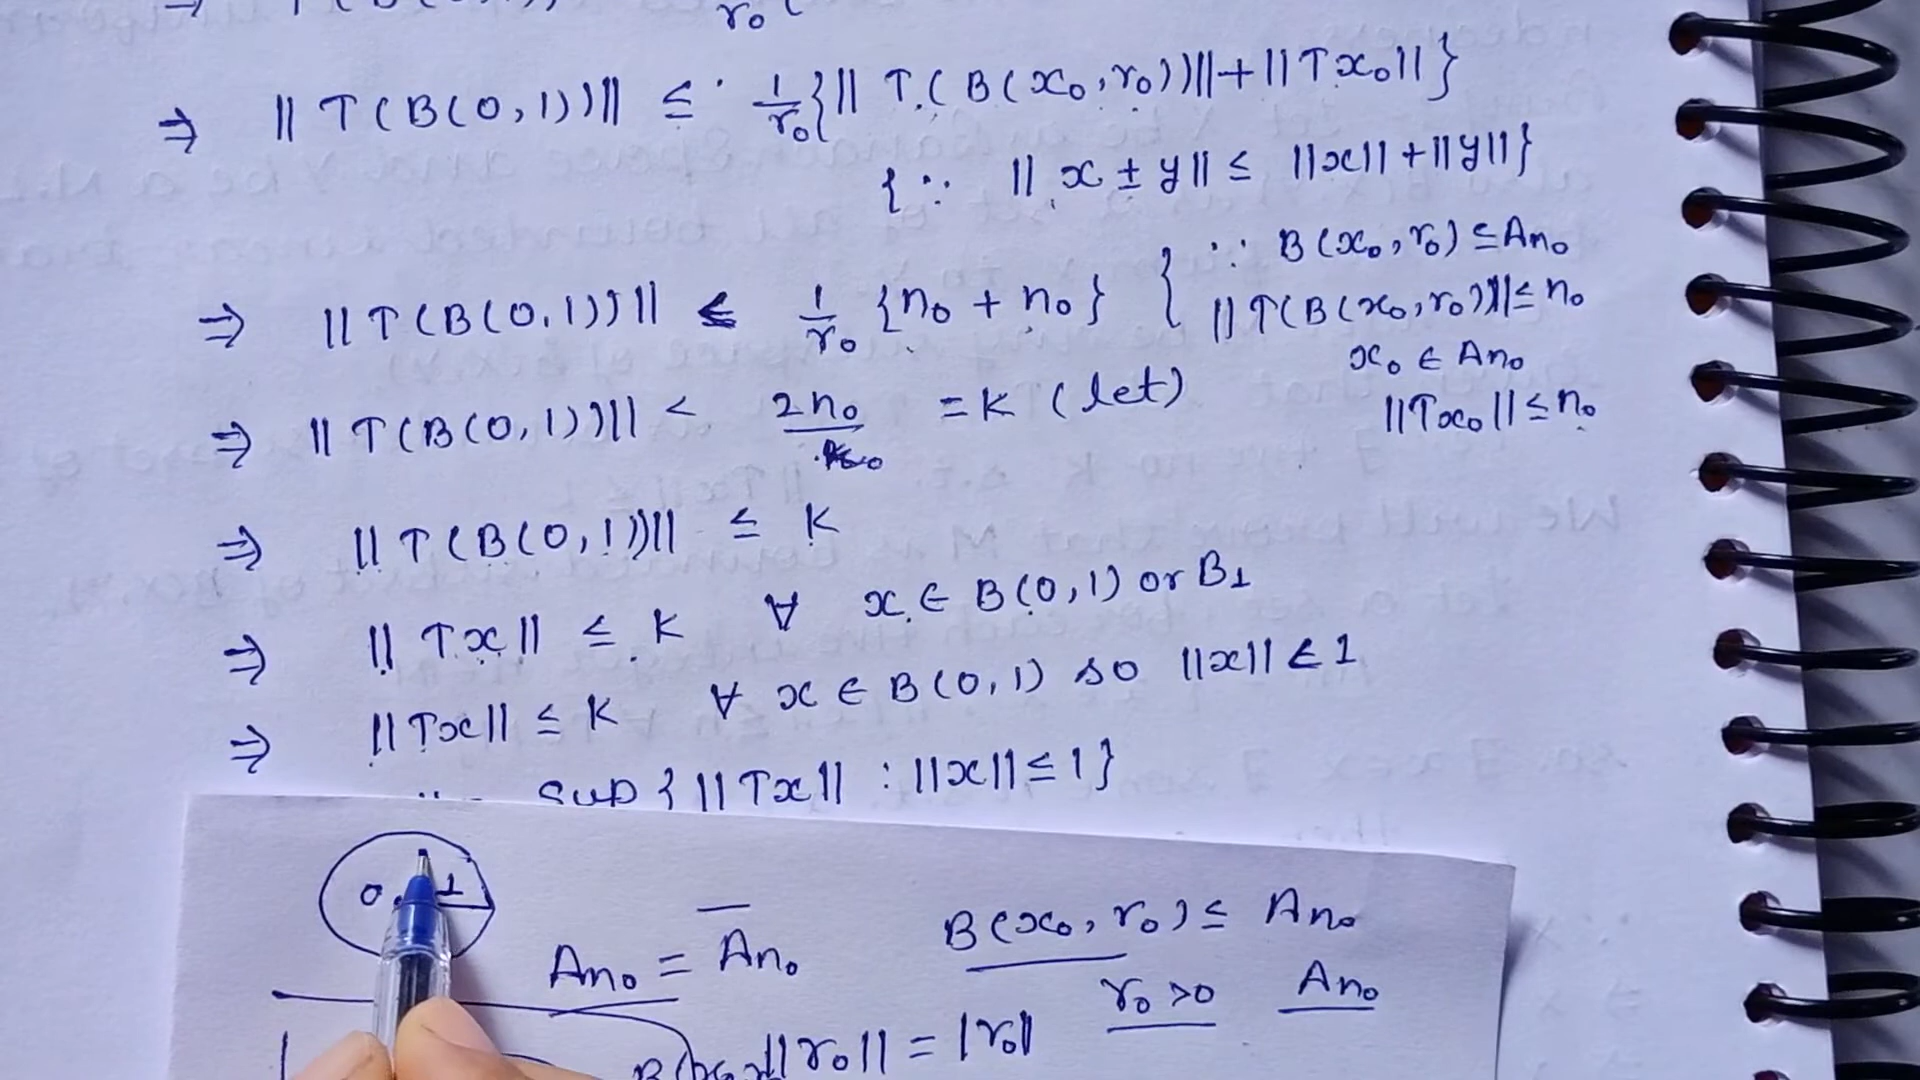 r₀
⇒ || T(B(0,1))|| ≤ 1/r₀ {|| T(B(x₀,r₀))|| + ||Tx₀||}
{∵ || x ± y|| ≤ ||x|| + ||y||}
⇒ ||T(B(0,1))|| ≤ 1/r₀ {n₀ + n₀} { ∵ B(x₀,r₀) ⊆ An₀
||T(B(x₀,r₀))|| ≤ n₀
x₀ ∈ An₀
||Tx₀|| ≤ n₀
⇒ ||T(B(0,1))|| < 2n₀/r₀ = K (let)
⇒ ||T(B(0,1))|| ≤ K
⇒ ||Tx|| ≤ K ∀ x ∈ B(0,1) or B₁
⇒ ||Tx|| ≤ K ∀ x ∈ B(0,1) so ||x|| < 1
Sup {||Tx|| : ||x|| ≤ 1}
0 1
An₀ = A̅n₀
B(x₀,r₀) ≤ An₀
r₀ > 0 An₀
||r₀|| = |r₀|